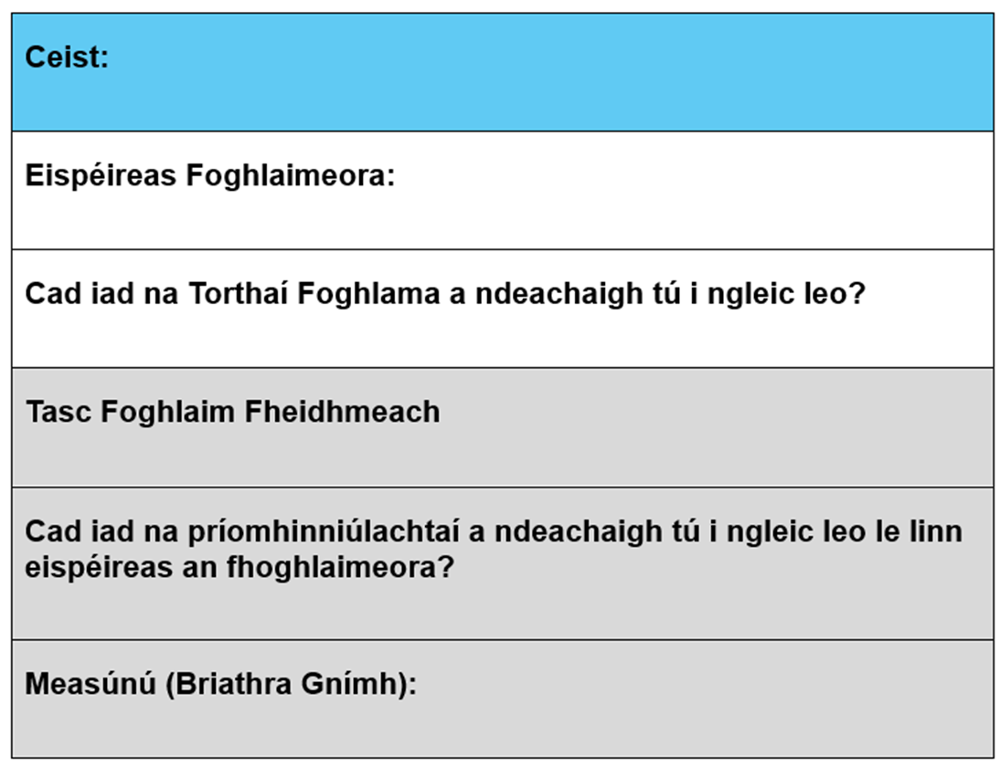 Ceist:
Eispéireas Foghlaimeora:
Cad iad na Torthaí Foghlama a ndeachaigh tú i ngleic leo?
Tasc Foghlaim Fheidhmeach
Cad iad na príomhinniúlachtaí a ndeachaigh tú i ngleic leo le linn
eispéireas an fhoghlaimeora?
Measúnú (Briathra Gnímh):